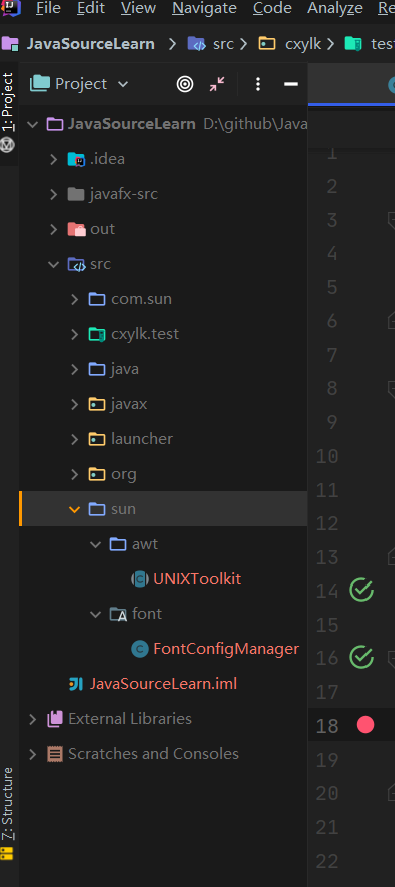 File Edit View Navigate Code Analyze Re
JavaSourceLearn src cxylk test
1: Project
Project
JavaSourceLearn D:\github\Java
.idea
javafx-src
out
src
com.sun
cxylk.test
java
javax
launcher
org
sun
awt
UNIXToolkit
font
FontConfigManager
JavaSourceLearn.iml
External Libraries
Scratches and Consoles
7: Structure
1
2
3
4
5
6
7
8
9
10
11
12
13
14
15
16
17
18
19
20
21
22